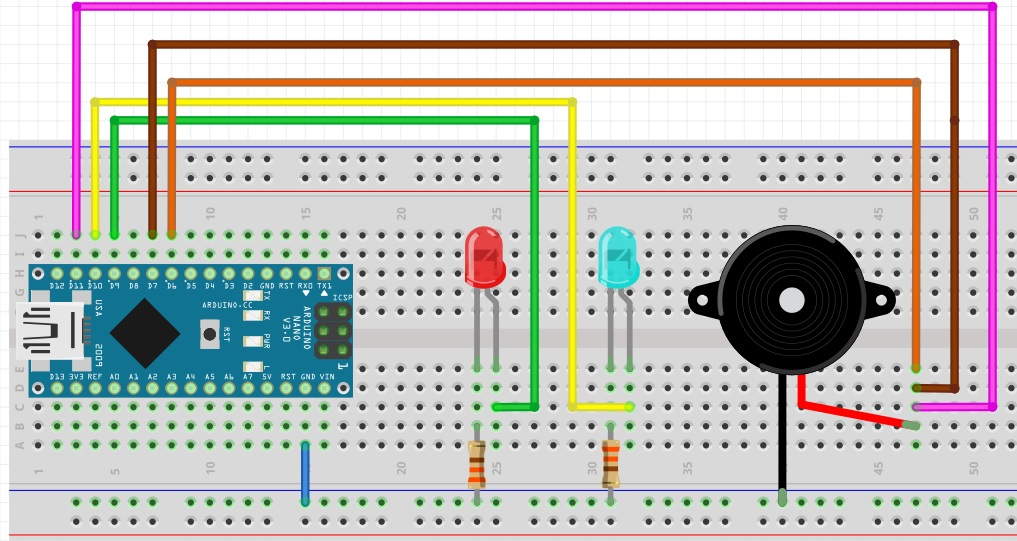 1 10 15 20 25 30 35 40 45 50
J
I
H
G
D12 D11 D10 D9 D8 D7 D6 D5 D4 D3 D2 GND RST RX0 TX1
ICSP
ARDUINO.CC
TX
RX
PWR
L
RST
USA
2009
ARDUINO
NANO
V3.0
1
D13 3V3 REF A0 A1 A2 A3 A4 A5 A6 A7 5V RST GND VIN
E
D
C
B
A
1 5 10 20 25 30 35 40 45 50